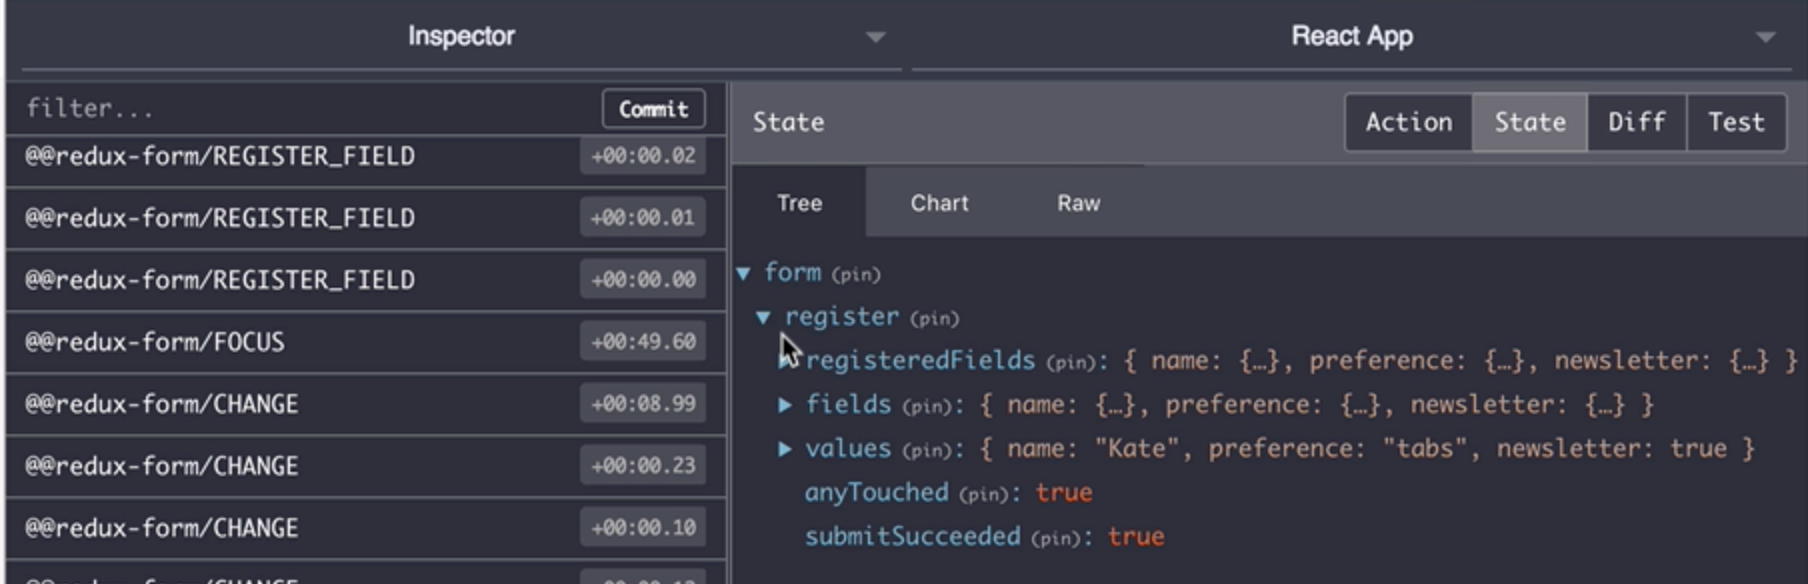 Inspector
React App
filter...
Commit
@@redux-form/REGISTER_FIELD +00:00.02
@@redux-form/REGISTER_FIELD +00:00.01
@@redux-form/REGISTER_FIELD +00:00.00
@@redux-form/FOCUS +00:49.60
@@redux-form/CHANGE +00:08.99
@@redux-form/CHANGE +00:00.23
@@redux-form/CHANGE +00:00.10
State
Action State Diff Test
Tree Chart Raw
form (pin)
register (pin)
registeredFields (pin): { name: {…}, preference: {…}, newsletter: {…} }
fields (pin): { name: {…}, preference: {…}, newsletter: {…} }
values (pin): { name: "Kate", preference: "tabs", newsletter: true }
anyTouched (pin): true
submitSucceeded (pin): true